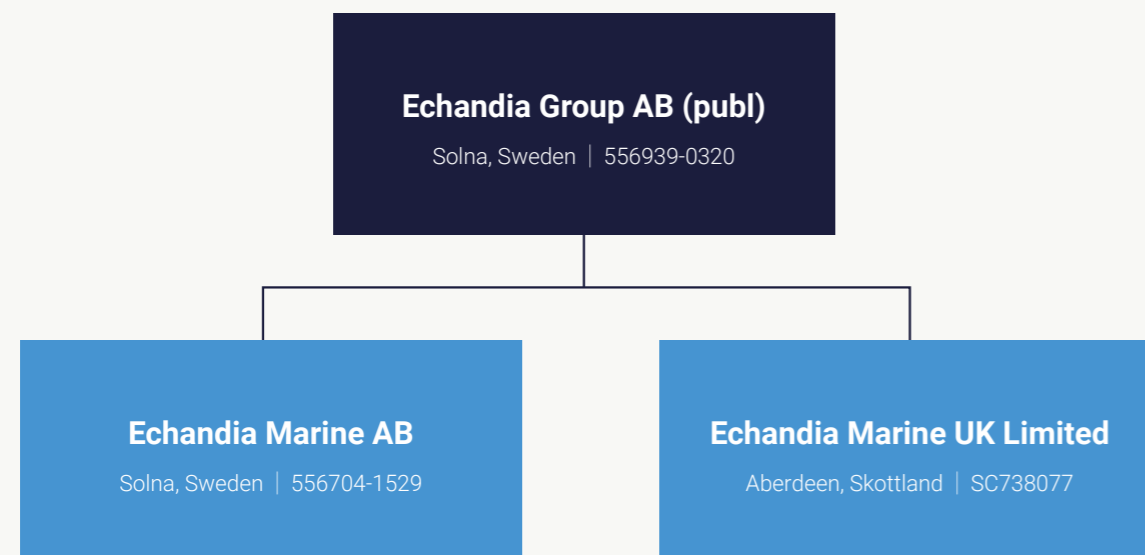 Echandia Group AB (publ)
Solna, Sweden | 556939-0320
Echandia Marine AB
Solna, Sweden | 556704-1529
Echandia Marine UK Limited
Aberdeen, Skottland | SC738077